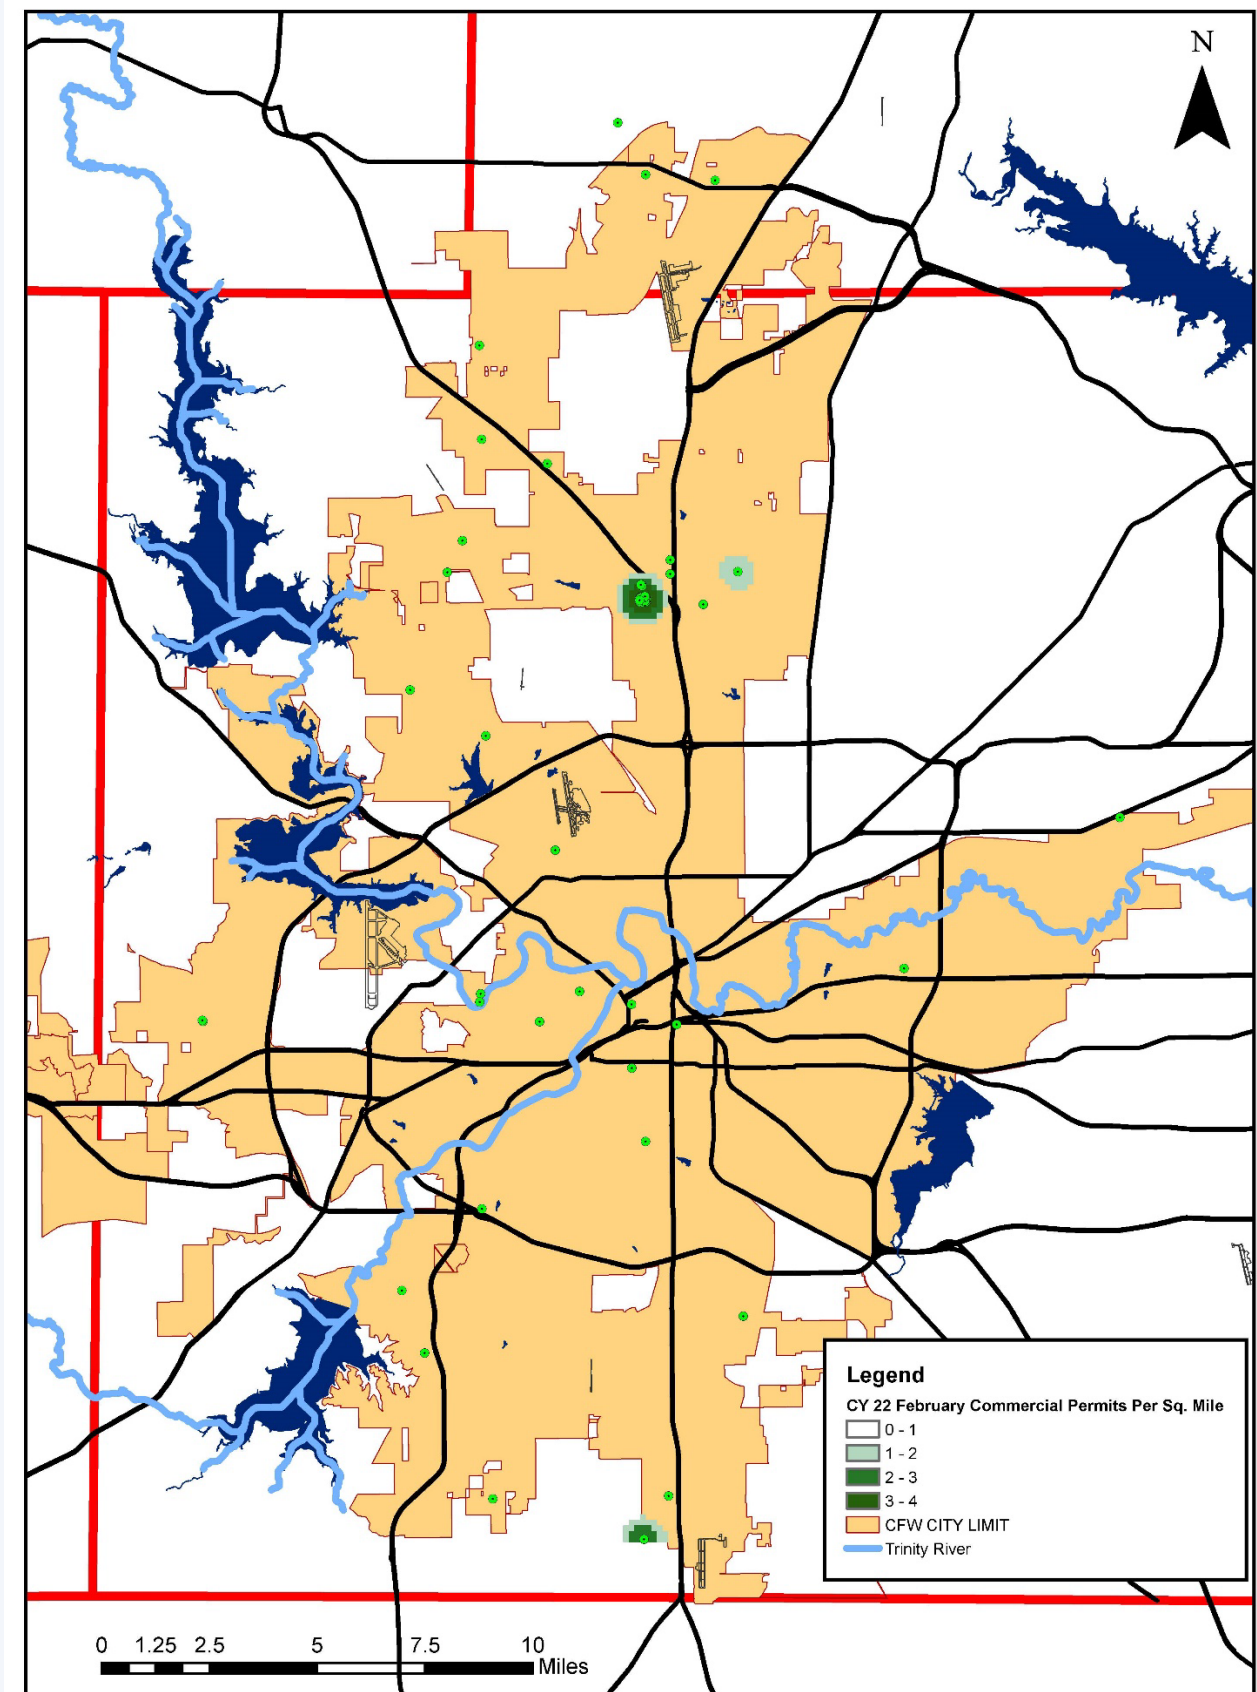 N
Legend
CY 22 February Commercial Permits Per Sq. Mile
0 - 1
1 - 2
2 - 3
3 - 4
CFW CITY LIMIT
Trinity River
0 1.25 2.5 5 7.5 10
Miles